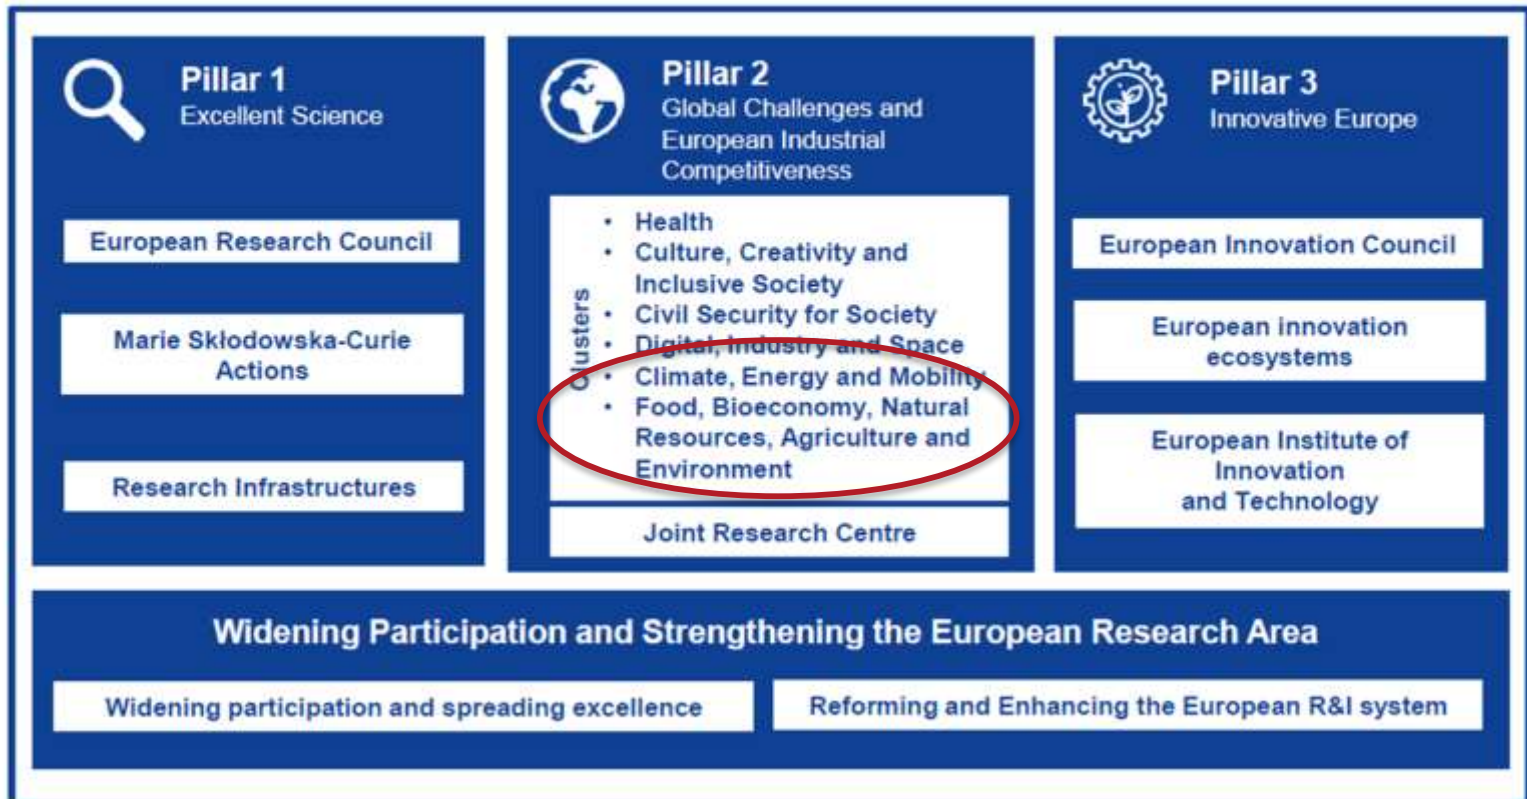 Pillar 1
Excellent Science
European Research Council
Marie Skłodowska-Curie
Actions
Research Infrastructures
Pillar 2
Global Challenges and
European Industrial
Competitiveness
Clusters
• Health
• Culture, Creativity and
Inclusive Society
• Civil Security for Society
• Digital, Industry and Space
• Climate, Energy and Mobility
• Food, Bioeconomy, Natural
Resources, Agriculture and
Environment
Joint Research Centre
Pillar 3
Innovative Europe
European Innovation Council
European innovation
ecosystems
European Institute of
Innovation
and Technology
Widening Participation and Strengthening the European Research Area
Widening participation and spreading excellence
Reforming and Enhancing the European R&I system